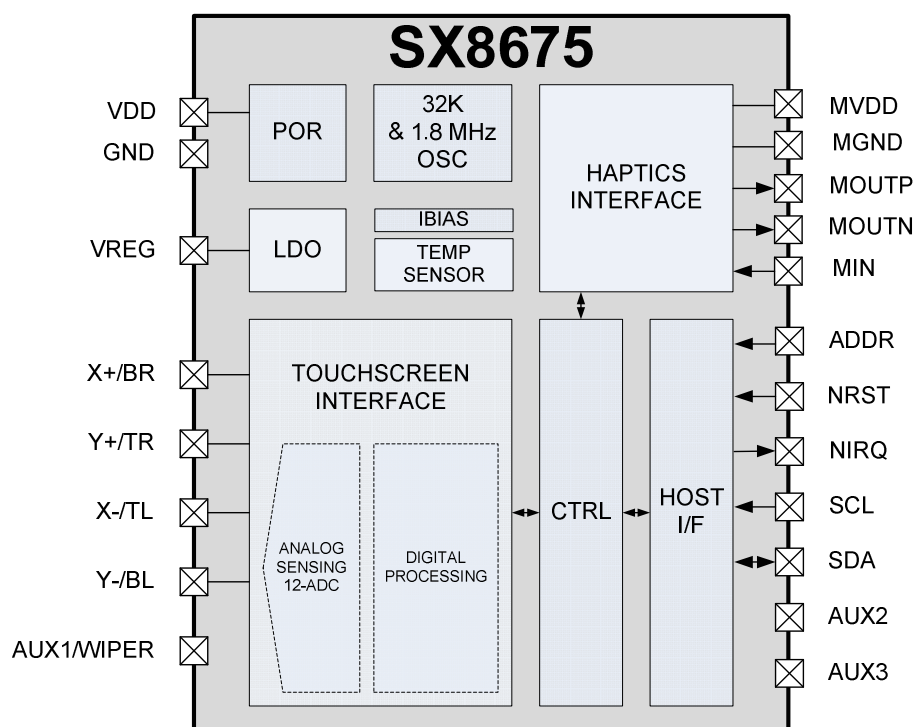 SX8675
VDD
GND
VREG
X+/BR
Y+/TR
X-/TL
Y-/BL
AUX1/WIPER
POR
32K
& 1.8 MHz
OSC
LDO
IBIAS
TEMP
SENSOR
HAPTICS
INTERFACE
TOUCHSCREEN
INTERFACE
ANALOG
SENSING
12-ADC
DIGITAL
PROCESSING
CTRL
HOST
I/F
MVDD
MGND
MOUTP
MOUTN
MIN
ADDR
NRST
NIRQ
SCL
SDA
AUX2
AUX3